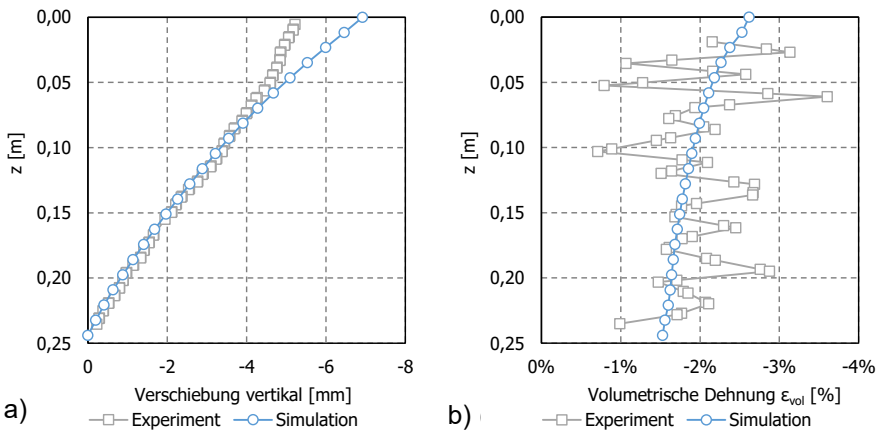 0,00
0,05
0,10
0,15
0,20
0,25
z [m]
0 -2 -4 -6 -8
Verschiebung vertikal [mm]
a)
Experiment Simulation
0,00
0,05
0,10
0,15
0,20
0,25
z [m]
0% -1% -2% -3% -4%
Volumetrische Dehnung εvol [%]
b)
Experiment Simulation